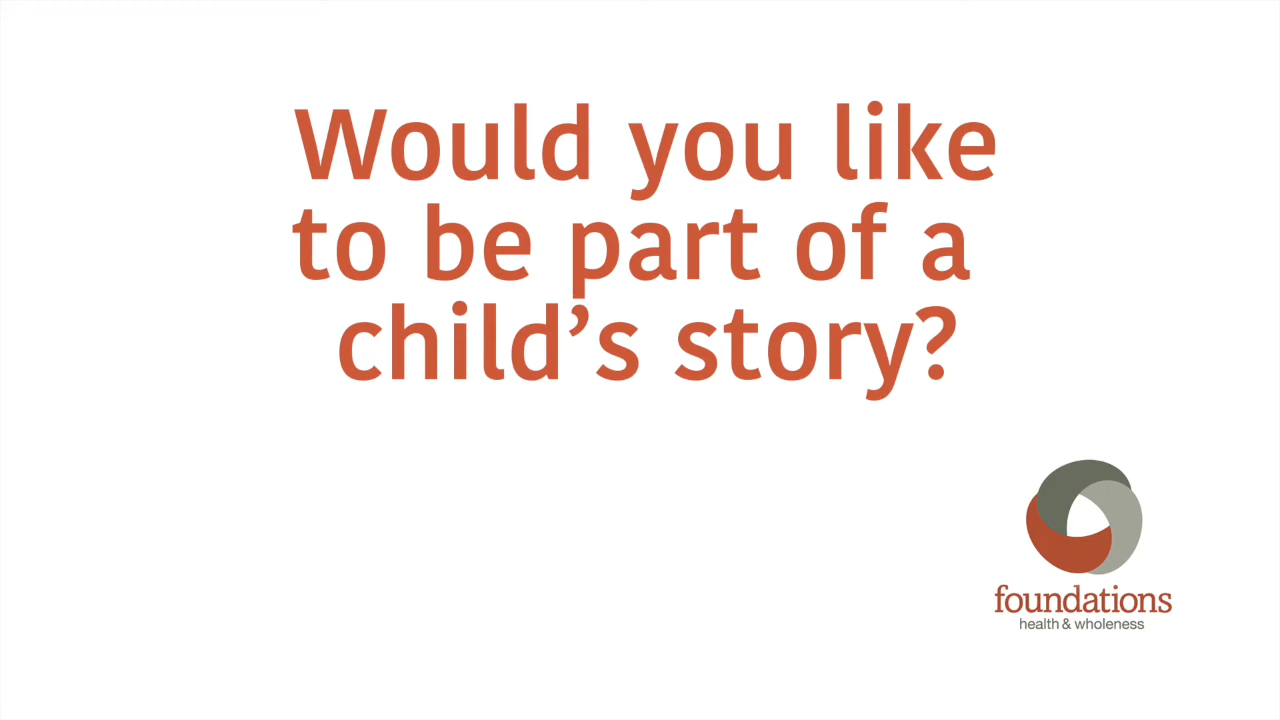 Would you like
to be part of a
child’s story?
foundations
health & wholeness